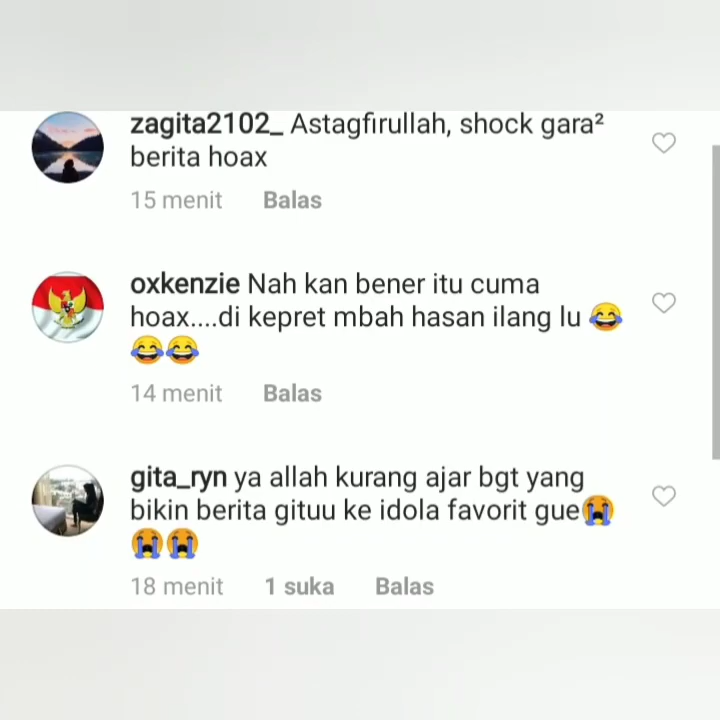 zagita2102_ Astagfirullah, shock gara²
berita hoax
15 menit Balas
oxkenzie Nah kan bener itu cuma
hoax....di kepret mbah hasan ilang lu 😂
😂😂
14 menit Balas
gita_ryn ya allah kurang ajar bgt yang
bikin berita gituu ke idola favorit gue😭
😭😭
18 menit 1 suka Balas